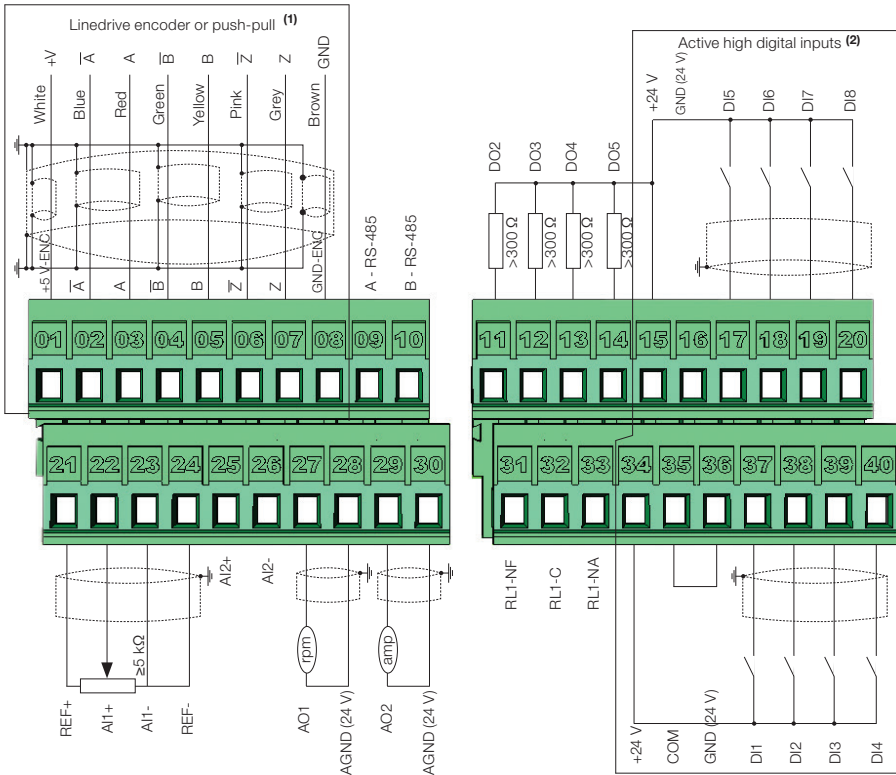 Linedrive encoder or push-pull (1)
White +V
Blue A̅
Red A
Green B̅
Yellow B
Pink Z̅
Grey Z
Brown GND
+5 V-ENC
A̅
A
B̅
B
Z̅
Z
GND-ENC
A - RS-485
B - RS-485
01 02 03 04 05 06 07 08 09 10
21 22 23 24 25 26 27 28 29 30
REF+
AI1+
≥5 kΩ
AI1-
REF-
AI2+
AI2-
rpm
AO1
AGND (24 V)
amp
AO2
AGND (24 V)
Active high digital inputs (2)
DO2
DO3
DO4
DO5
>300 Ω
>300 Ω
>300 Ω
>300 Ω
+24 V
GND (24 V)
DI5
DI6
DI7
DI8
11 12 13 14 15 16 17 18 19 20
31 32 33 34 35 36 37 38 39 40
RL1-NF
RL1-C
RL1-NA
+24 V
COM
GND (24 V)
DI1
DI2
DI3
DI4